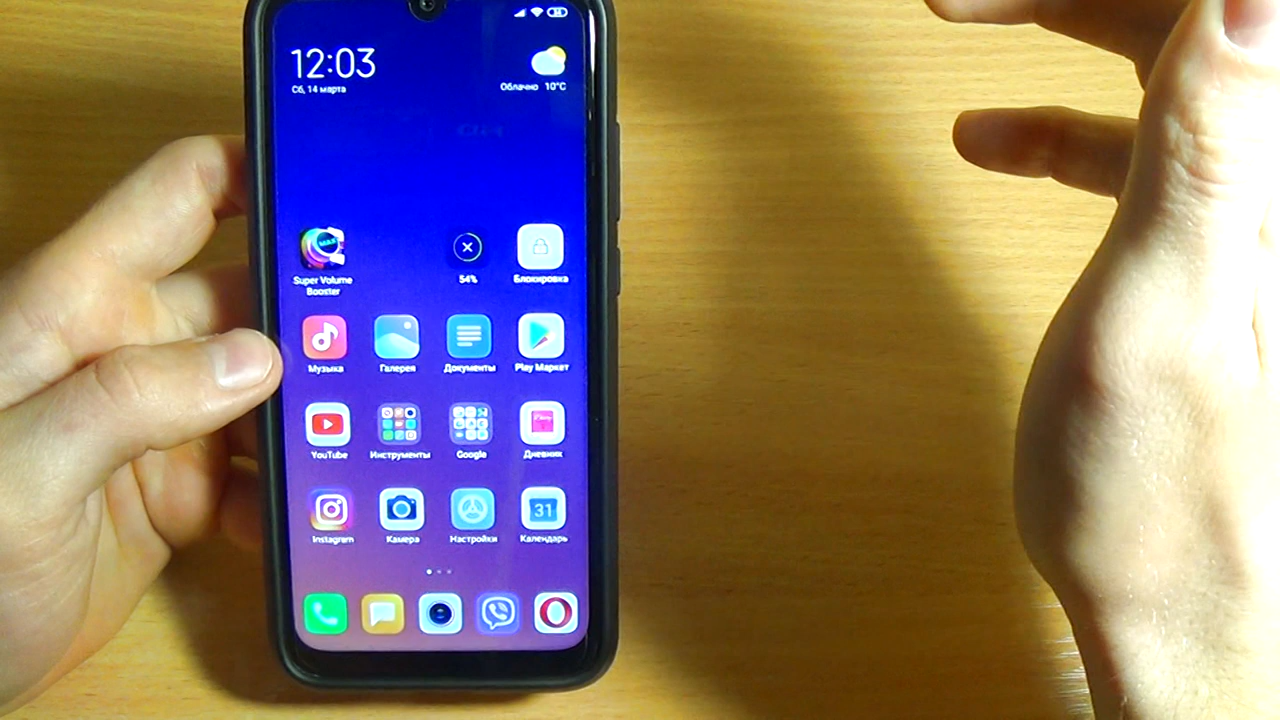 12:03
Сб, 14 марта
Облачно 10°C
Super Volume
Booster
54%
Блокировка
Музыка
Галерея
Документы
Play Маркет
YouTube
Инструменты
Google
Дневник
Instagram
Камера
Настройки
31
Календарь